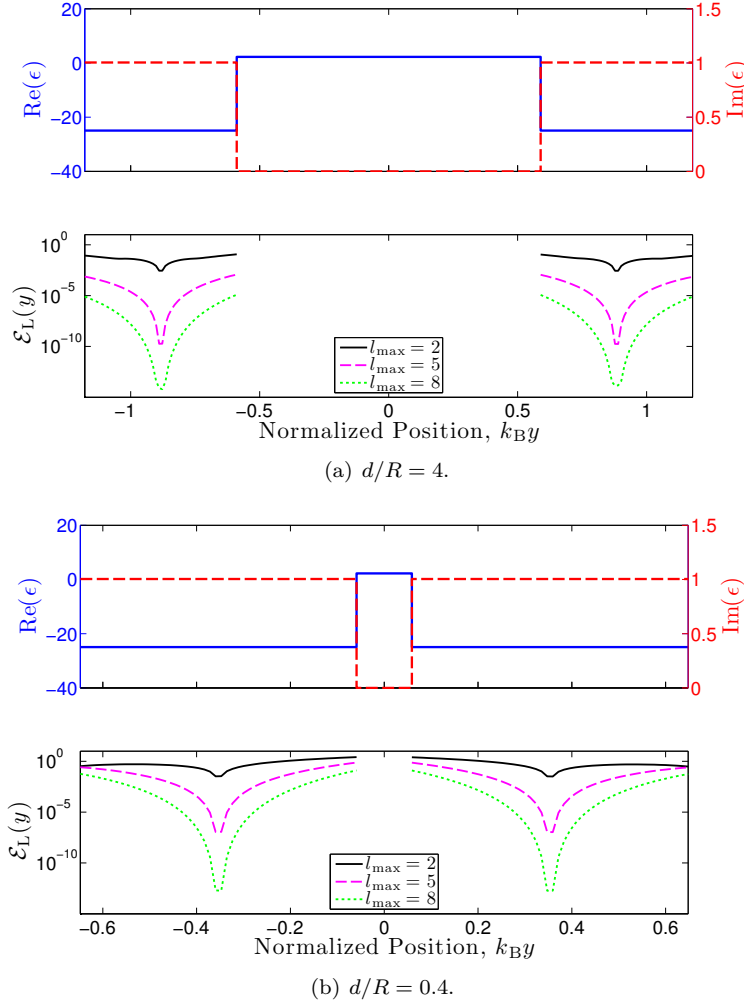 20
0
−20
−40
Re(ϵ)
1.5
1
0.5
0
Im(ϵ)
10^0
10^−5
10^−10
ℰ_L(y)
l_max = 2
l_max = 5
l_max = 8
−1 −0.5 0 0.5 1
Normalized Position, k_B y
(a) d/R = 4.
20
0
−20
−40
Re(ϵ)
1.5
1
0.5
0
Im(ϵ)
10^0
10^−5
10^−10
ℰ_L(y)
l_max = 2
l_max = 5
l_max = 8
−0.6 −0.4 −0.2 0 0.2 0.4 0.6
Normalized Position, k_B y
(b) d/R = 0.4.